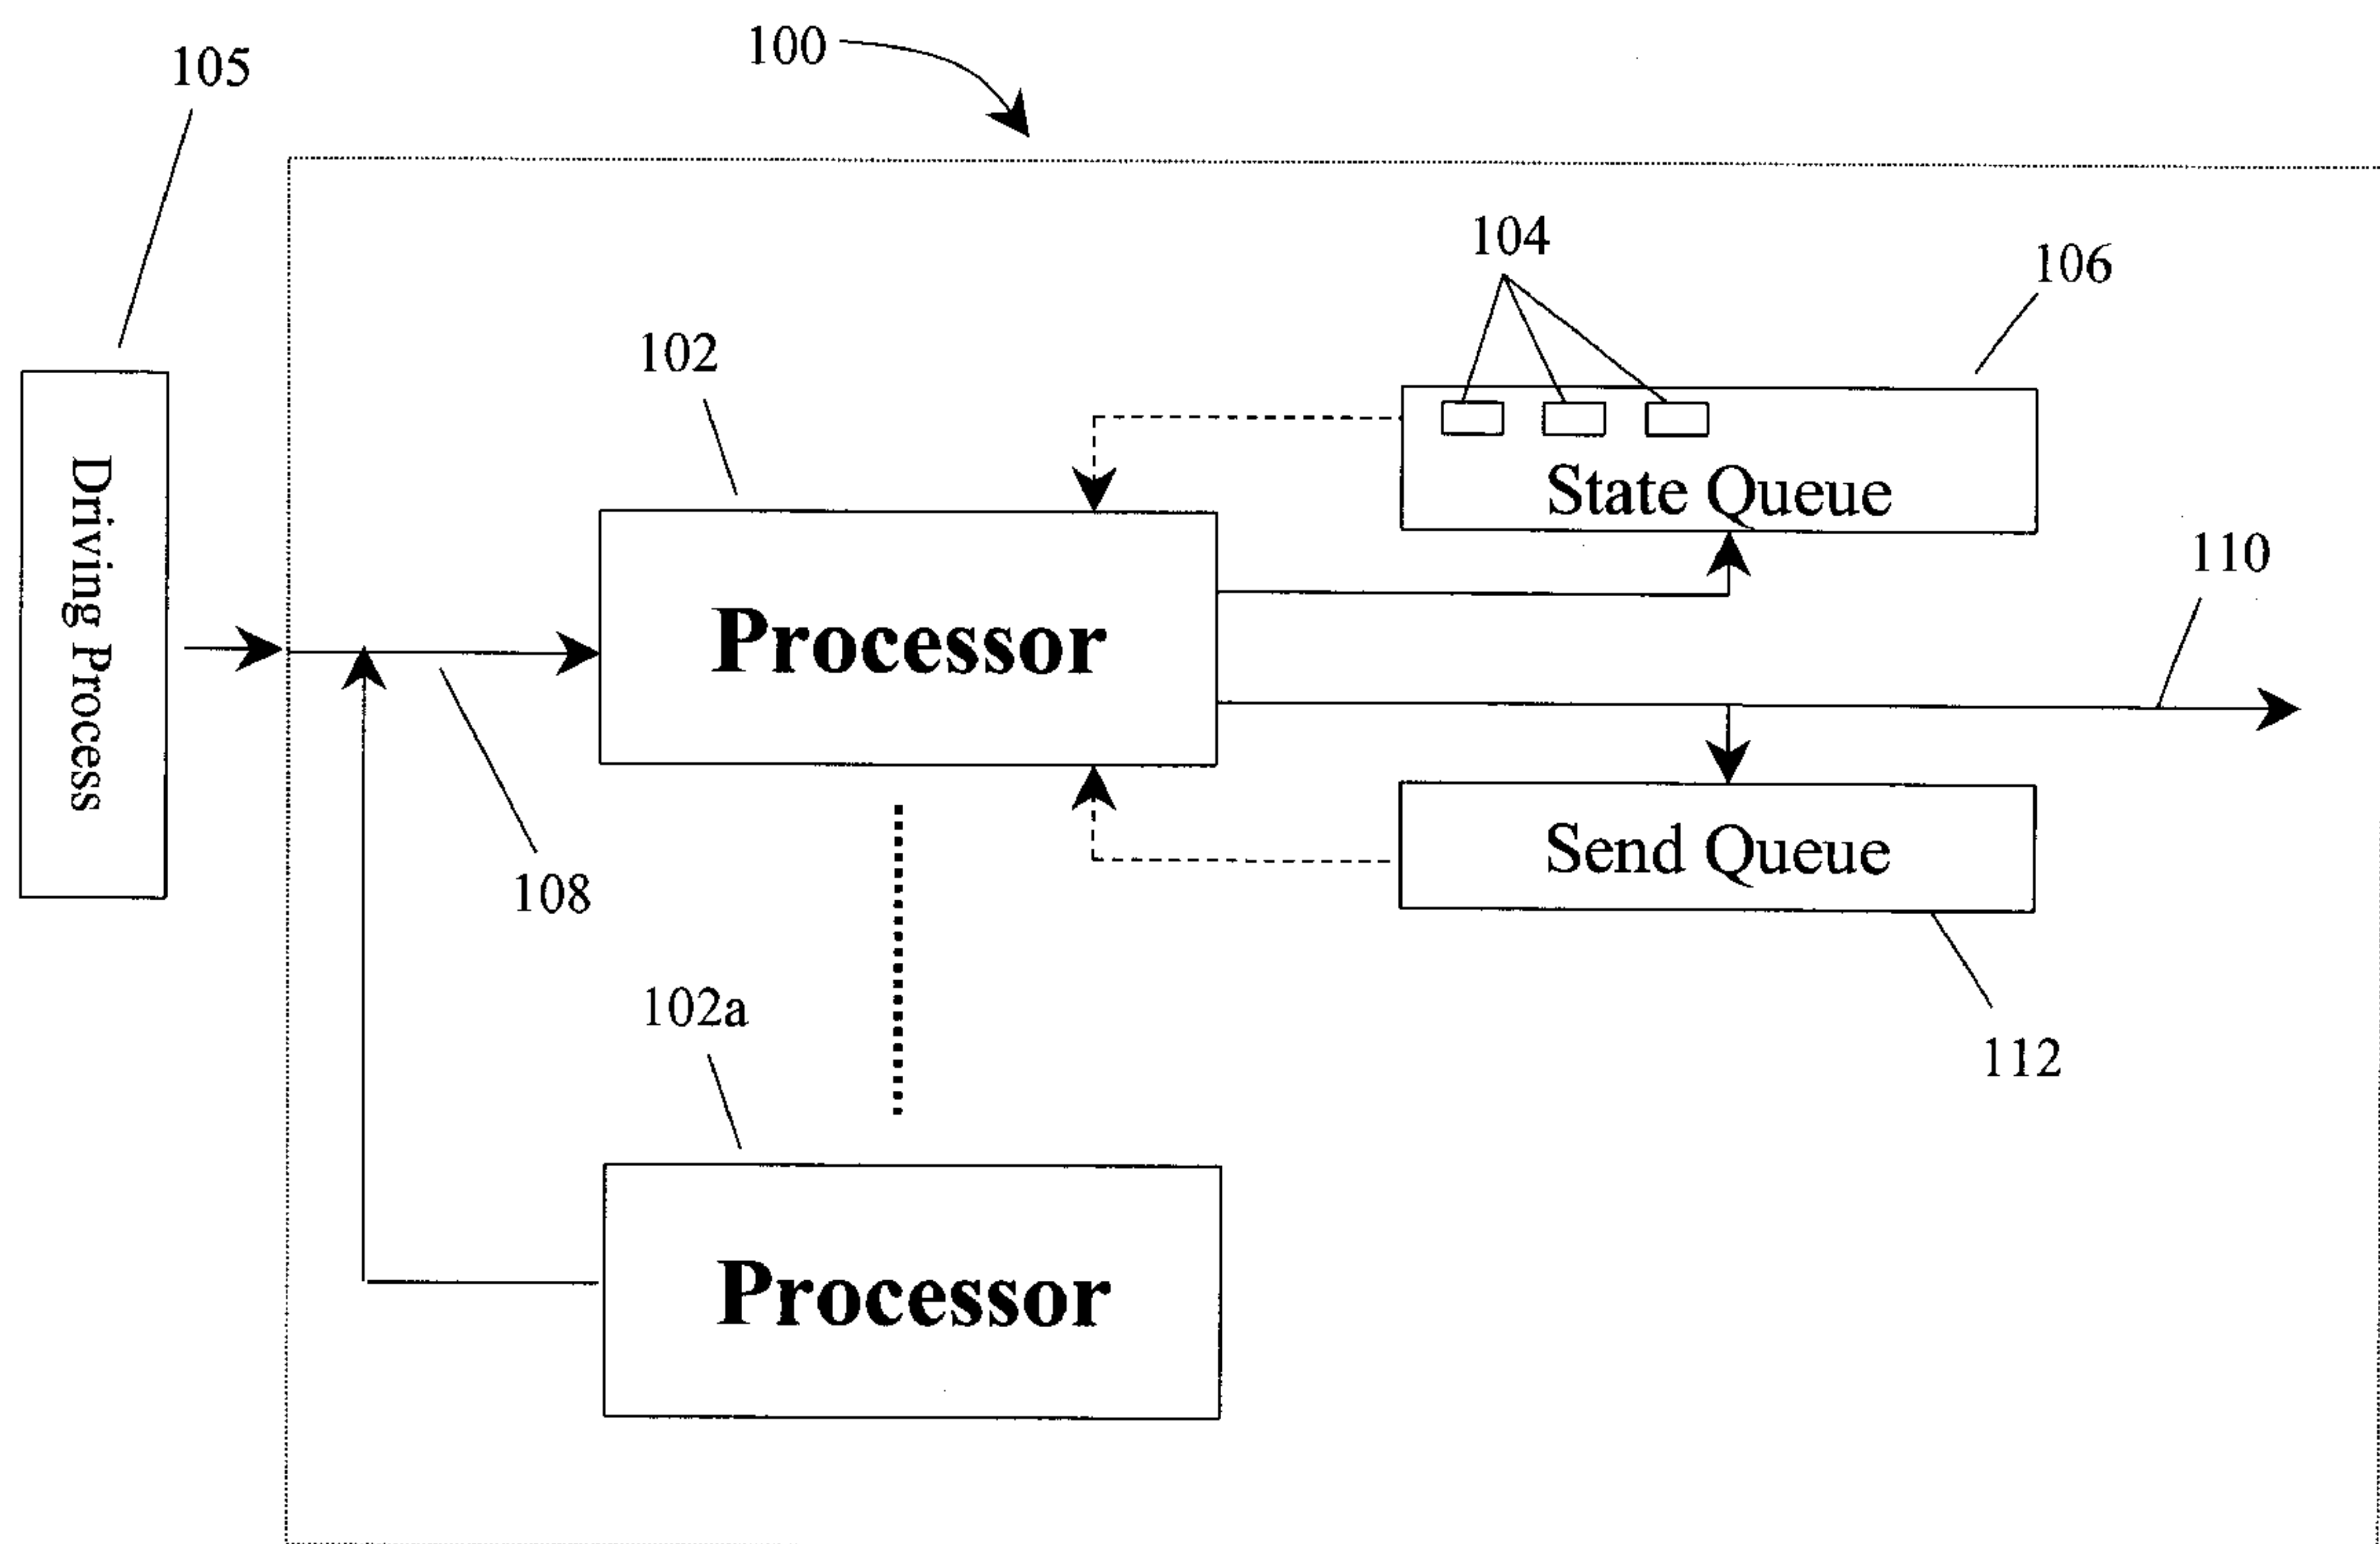 100
105
104
106
102
State Queue
110
Driving Process
Processor
Send Queue
108
102a
112
Processor